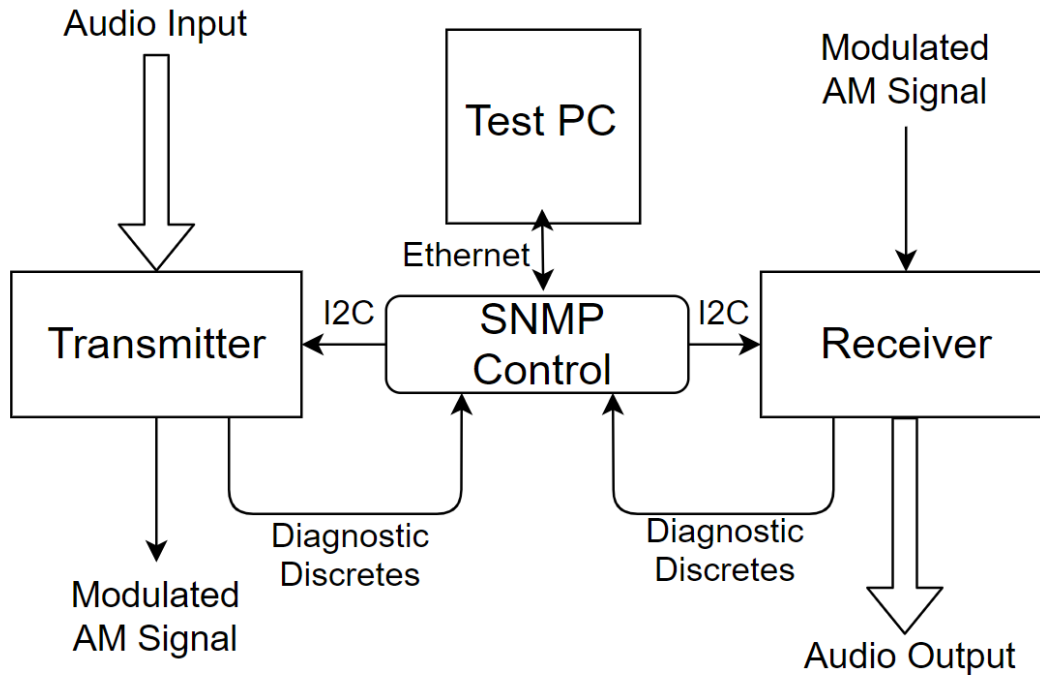 Audio Input
Test PC
Modulated
AM Signal
Ethernet
Transmitter
I2C
SNMP
Control
I2C
Receiver
Diagnostic
Discretes
Diagnostic
Discretes
Modulated
AM Signal
Audio Output